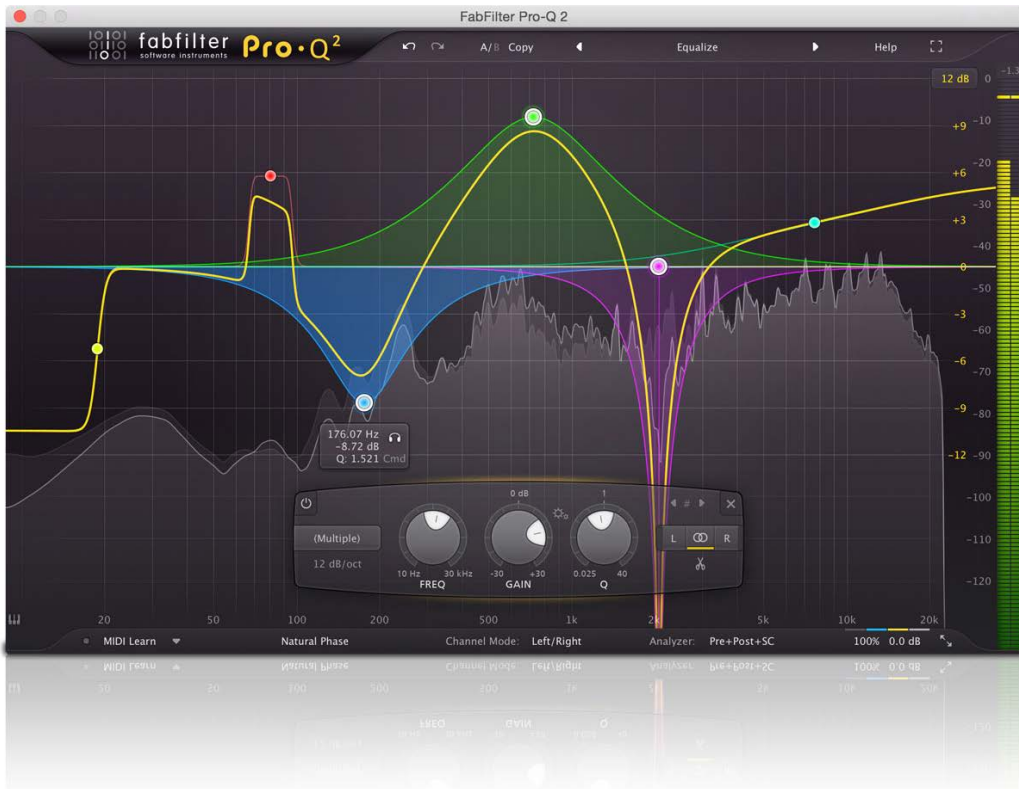 FabFilter Pro-Q 2
fabfilter
software instruments
Pro·Q²
A/B Copy
Equalize
Help
12 dB
0
-1.3
+9
-10
-20
+6
-30
+3
-40
0
-50
-3
-60
-6
-70
-9
-80
-12
-90
-100
-110
-120
176.07 Hz
-8.72 dB
Q: 1.521 Cmd
0 dB
1
#
(Multiple)
12 dB/oct
L
R
10 Hz
30 kHz
FREQ
-30
+30
GAIN
0.025
40
Q
20
50
100
200
500
1k
2k
5k
10k
20k
MIDI Learn
Natural Phase
Channel Mode: Left/Right
Analyzer: Pre+Post+SC
100%
0.0 dB